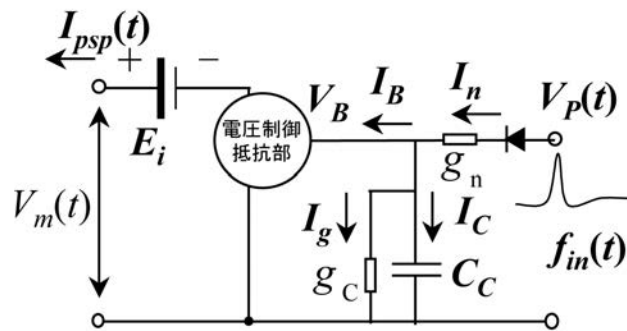 I_psp(t)
+ −
E_i
V_m(t)
電圧制御
抵抗部
V_B
I_B
I_n
V_P(t)
g_n
I_g
I_C
g_C
C_C
f_in(t)